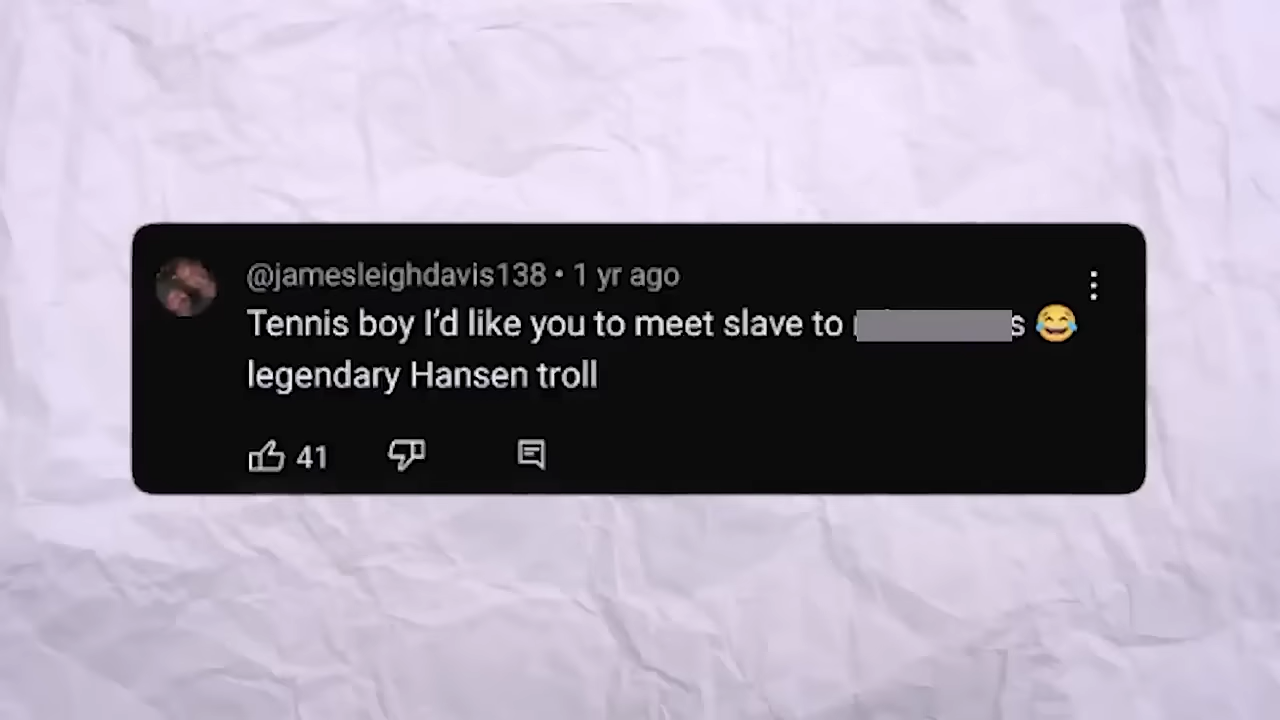 @jamesleighdavis138 • 1 yr ago
Tennis boy I'd like you to meet slave to 😂
legendary Hansen troll
41